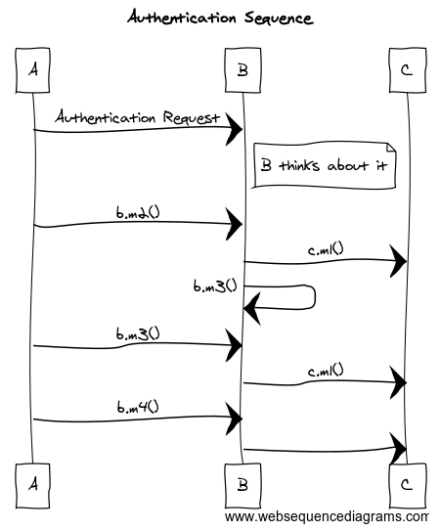 Authentication Sequence
A
B
C
Authentication Request
B thinks about it
b.m2()
c.m1()
b.m3()
b.m3()
c.m1()
b.m4()
A
B
C
www.websequencediagrams.com